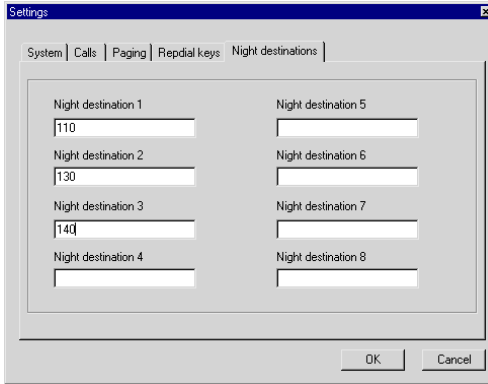 Settings
System Calls Paging Repdial keys Night destinations
Night destination 1 Night destination 5
110
Night destination 2 Night destination 6
130
Night destination 3 Night destination 7
140
Night destination 4 Night destination 8
OK Cancel